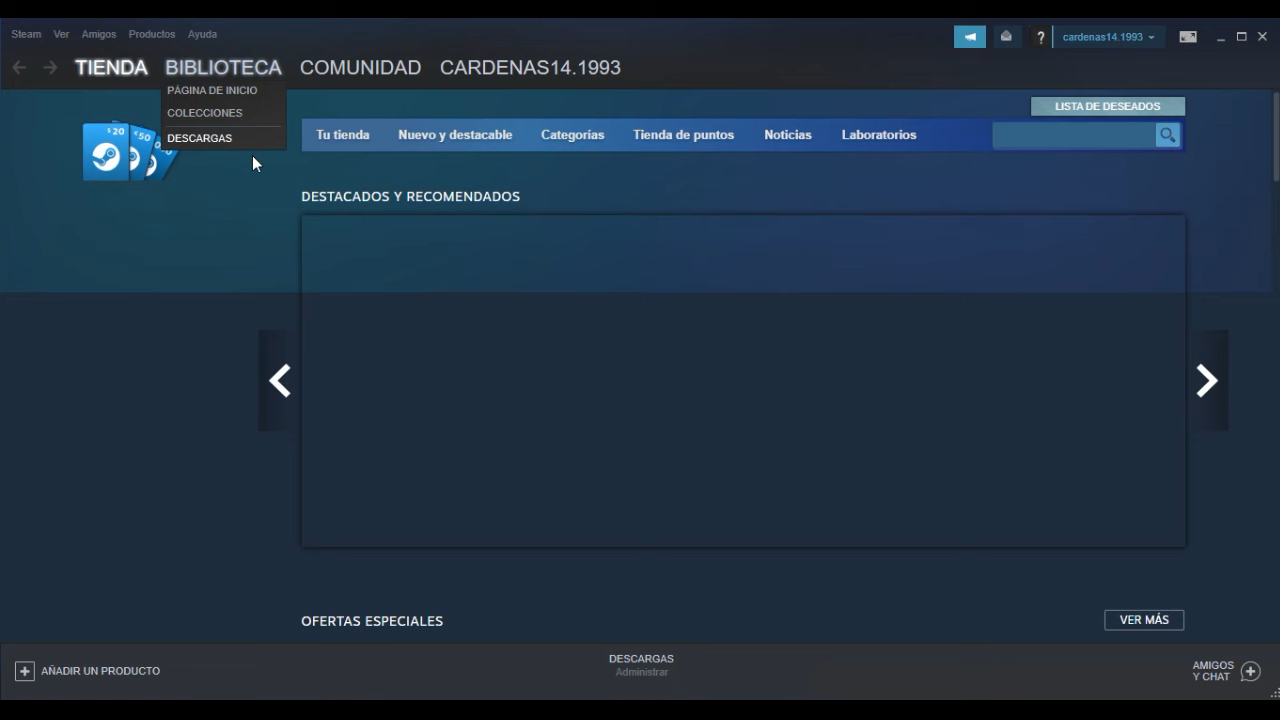 Steam Ver Amigos Productos Ayuda
? cardenas14.1993
TIENDA BIBLIOTECA COMUNIDAD CARDENAS14.1993
PÁGINA DE INICIO
COLECCIONES
DESCARGAS
LISTA DE DESEADOS
$20 €50
Tu tienda Nuevo y destacable Categorías Tienda de puntos Noticias Laboratorios
DESTACADOS Y RECOMENDADOS
OFERTAS ESPECIALES
VER MÁS
AÑADIR UN PRODUCTO
DESCARGAS
Administrar
AMIGOS
Y CHAT